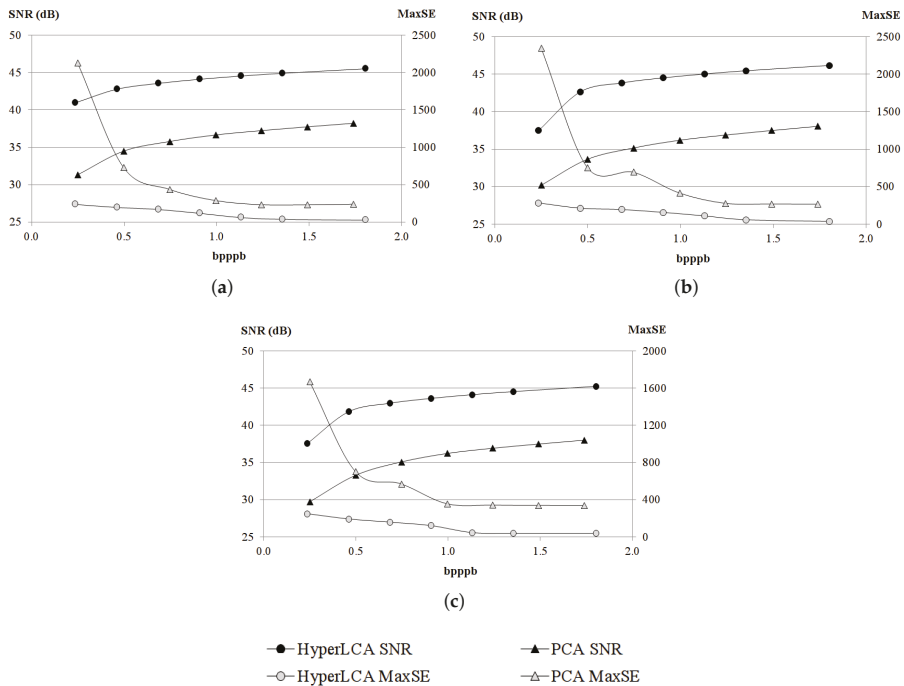 SNR (dB) MaxSE
50 2500
45 2000
40 1500
35 1000
30 500
25 0
0.0 0.5 1.0 1.5 2.0
bpppb
(a)
SNR (dB) MaxSE
50 2500
45 2000
40 1500
35 1000
30 500
25 0
0.0 0.5 1.0 1.5 2.0
bpppb
(b)
SNR (dB) MaxSE
50 2000
45 1600
40 1200
35 800
30 400
25 0
0.0 0.5 1.0 1.5 2.0
bpppb
(c)
HyperLCA SNR PCA SNR
HyperLCA MaxSE PCA MaxSE